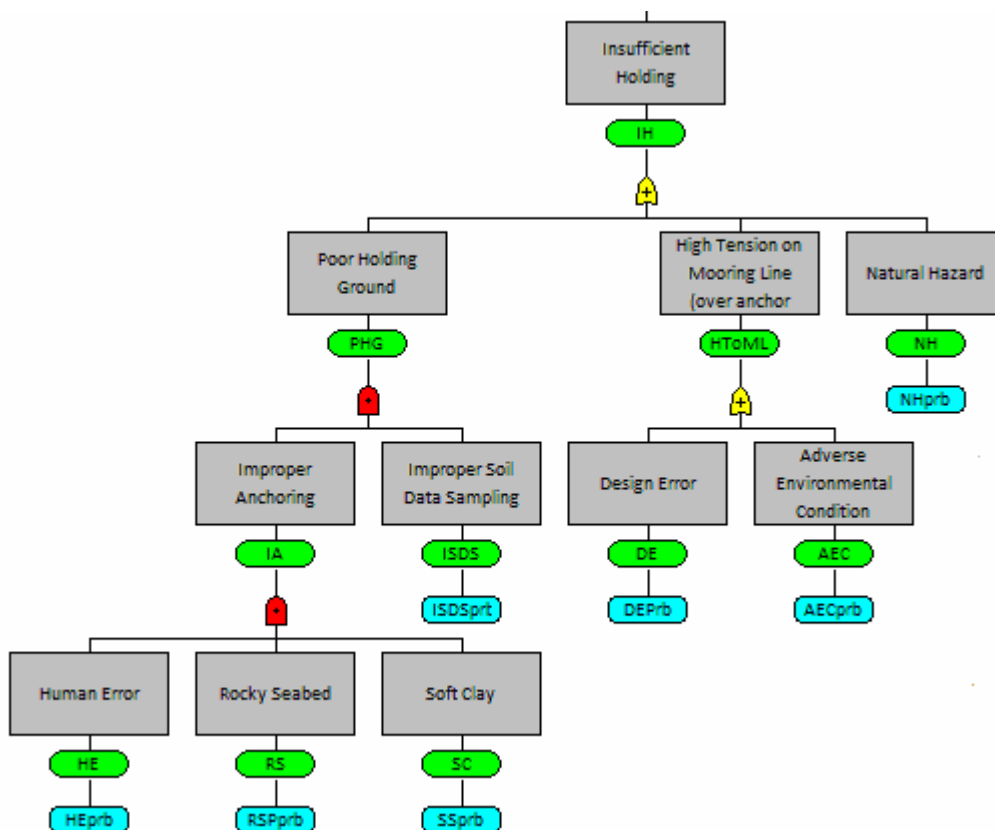 Insufficient
Holding
IH
+
Poor Holding
Ground
High Tension on
Mooring Line
(over anchor
Natural Hazard
PHG
HToML
NH
+
NHprb
Improper
Anchoring
Improper Soil
Data Sampling
Design Error
Adverse
Environmental
Condition
IA
ISDS
DE
AEC
ISDSprt
DEPrb
AECprb
Human Error
Rocky Seabed
Soft Clay
HE
RS
SC
HEprb
RSPprb
SSprb